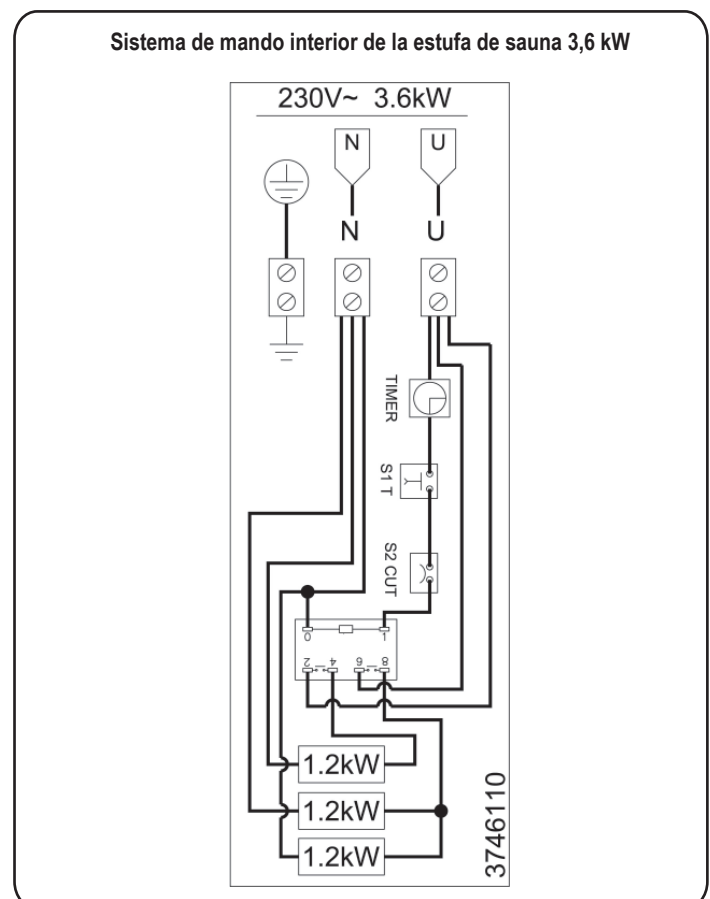 Sistema de mando interior de la estufa de sauna 3,6 kW
230V~ 3.6kW
N
U
N
U
TIMER
S1 T
S2 CUT
0
1
2
4
6
8
1.2kW
1.2kW
1.2kW
3746110